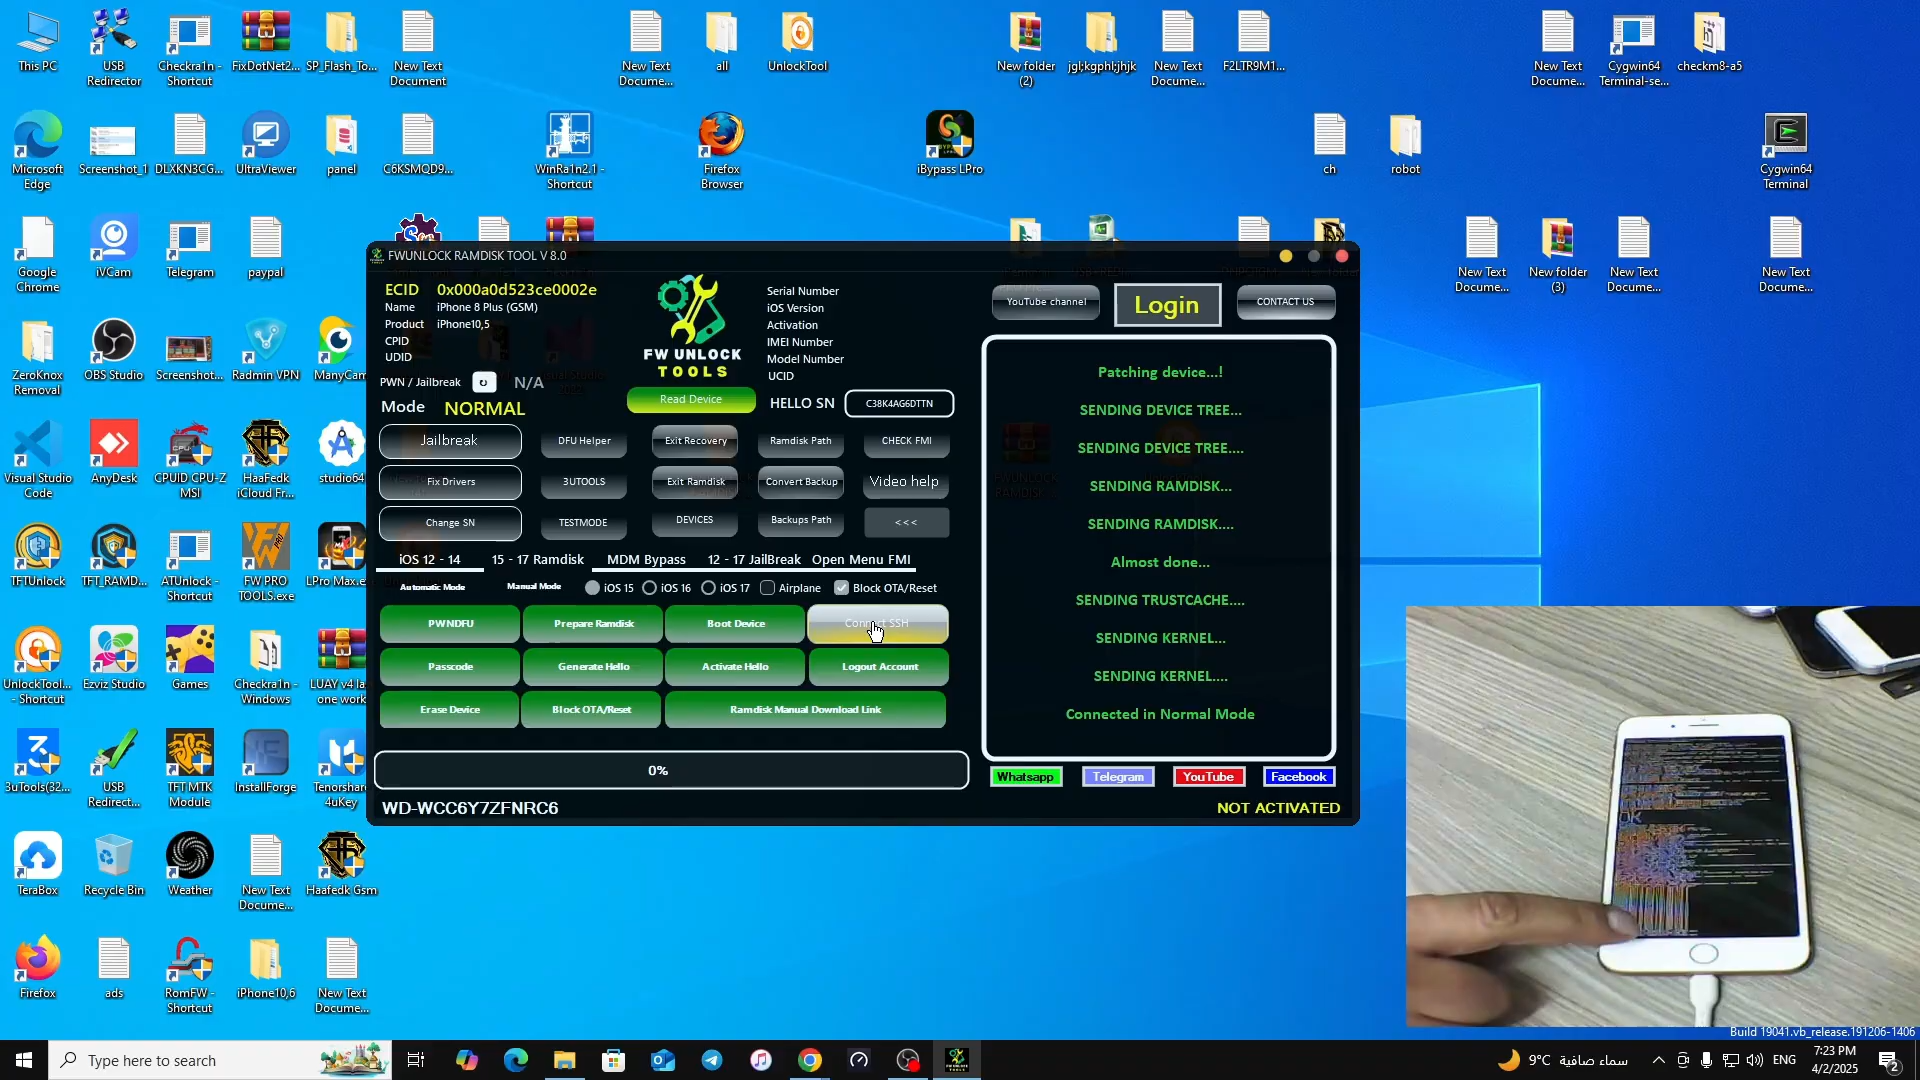 This PC
USB
Redirector
Checkra1n -
Shortcut
FixDotNet2...
SP_Flash_To...
New Text
Document
New Text
Docume...
all
UnlockTool
New folder
(2)
jgl;kgphl;jhjk
New Text
Docume...
F2LTR9M1...
New Text
Docume...
Cygwin64
Terminal-se...
checkm8-a5
Microsoft
Edge
Screenshot_1
DLXKN3CG...
UltraViewer
panel
C6KSMQD9...
WinRa1n2.1 -
Shortcut
Firefox
Browser
iBypass LPro
ch
robot
Cygwin64
Terminal
Google
Chrome
iVCam
Telegram
paypal
New Text
Docume...
New folder
(3)
New Text
Docume...
New Text
Docume...
ZeroKnox
Removal
OBS Studio
Screenshot...
Radmin VPN
ManyCam
Visual Studio
Code
AnyDesk
CPUID CPU-Z
MSI
HaaFedk
iCloud Fr...
studio64
TFTUnlock
TFT_RAMD...
ATUnlock -
Shortcut
FW PRO
TOOLS.exe
LPro Max.e
UnlockTool...
- Shortcut
Ezviz Studio
Games
Checkra1n -
Windows
LUAY v4 la
one work
3uTools(32...
USB
Redirect...
TFT MTK
Module
InstallForge
Tenorshar
4uKey
TeraBox
Recycle Bin
Weather
New Text
Docume...
Haafedk Gsm
Firefox
ads
RomFW -
Shortcut
iPhone10,6
New Text
Docume...
FWUNLOCK RAMDISK TOOL V 8.0
ECID 0x000a0d523ce0002e
Name iPhone 8 Plus (GSM)
Product iPhone10,5
CPID
UDID
PWN / Jailbreak N/A
Mode NORMAL
FW UNLOCK
TOOLS
Read Device
Serial Number
iOS Version
Activation
IMEI Number
Model Number
UCID
HELLO SN C38K4AG6DTTN
YouTube channel
Login
CONTACT US
Jailbreak
DFU Helper
Exit Recovery
Ramdisk Path
CHECK FMI
Fix Drivers
3UTOOLS
Exit Ramdisk
Convert Backup
Video help
Change SN
TESTMODE
DEVICES
Backups Path
<<<
iOS 12 - 14
15 - 17 Ramdisk
MDM Bypass
12 - 17 JailBreak
Open Menu FMI
Automatic Mode
Manual Mode
iOS 15
iOS 16
iOS 17
Airplane
Block OTA/Reset
PWNDFU
Prepare Ramdisk
Boot Device
Connect SSH
Passcode
Generate Hello
Activate Hello
Logout Account
Erase Device
Block OTA/Reset
Ramdisk Manual Download Link
0%
WD-WCC6Y7ZFNRC6
Patching device...!
SENDING DEVICE TREE...
SENDING DEVICE TREE....
SENDING RAMDISK...
SENDING RAMDISK....
Almost done...
SENDING TRUSTCACHE....
SENDING KERNEL...
SENDING KERNEL....
Connected in Normal Mode
Whatsapp
Telegram
YouTube
Facebook
NOT ACTIVATED
OK
Build 19041.vb_release.191206-1406
Type here to search
9°C سماء صافية
ENG
7:23 PM
4/2/2025
2